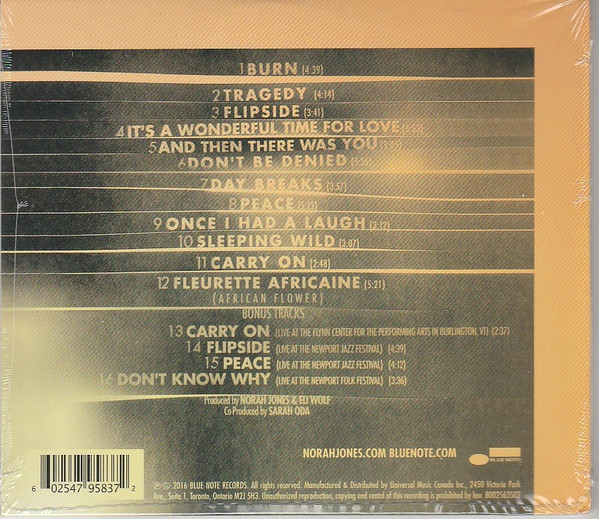 1 BURN (4:39)
2 TRAGEDY (4:14)
3 FLIPSIDE (3:41)
4 IT'S A WONDERFUL TIME FOR LOVE
5 AND THEN THERE WAS YOU
6 DON'T BE DENIED
7 DAY BREAKS (3:57)
8 PEACE (5:15)
9 ONCE I HAD A LAUGH (3:12)
10 SLEEPING WILD (3:07)
11 CARRY ON (2:48)
12 FLEURETTE AFRICAINE (5:21)
(AFRICAN FLOWER)
BONUS TRACKS
13 CARRY ON (LIVE AT THE FLYNN CENTER FOR THE PERFORMING ARTS IN BURLINGTON, VT) (2:37)
14 FLIPSIDE (LIVE AT THE NEWPORT JAZZ FESTIVAL) (4:39)
15 PEACE (LIVE AT THE NEWPORT JAZZ FESTIVAL) (4:12)
16 DON'T KNOW WHY (LIVE AT THE NEWPORT FOLK FESTIVAL) (3:36)
Produced by NORAH JONES & ELI WOLF
Co-Produced by SARAH ODA
NORAHJONES.COM BLUENOTE.COM
BLUE NOTE
6 02547 95837 2
℗ © 2016 BLUE NOTE RECORDS. All rights reserved. Manufactured & Distributed by Universal Music Canada Inc., 2450 Victoria Park
Ave., Suite 1, Toronto, Ontario M2J 5H3. Unauthorized reproduction, copying and rental of this recording is prohibited by law. B002563502